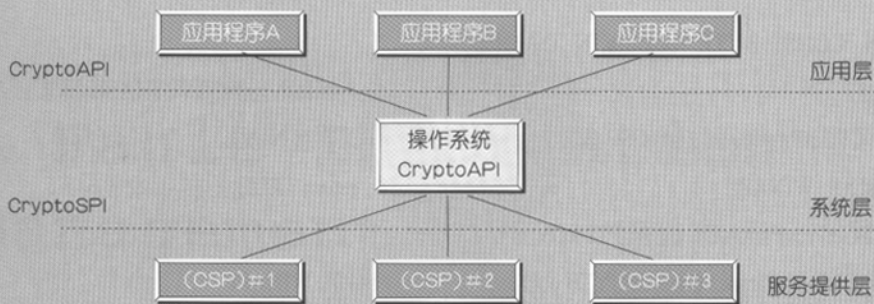 应用程序A 应用程序B 应用程序C
CryptoAPI 应用层
操作系统
CryptoAPI
CryptoSPI 系统层
(CSP)#1 (CSP)#2 (CSP)#3 服务提供层